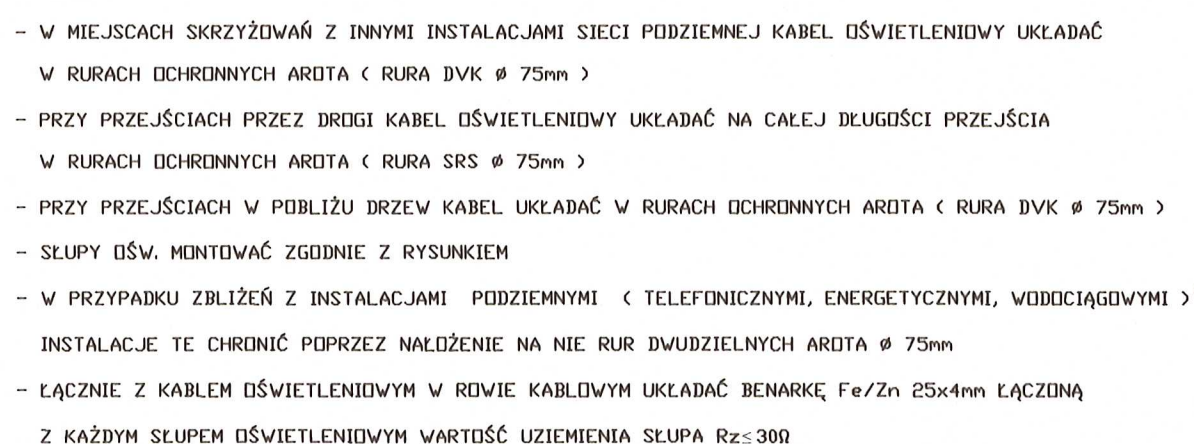 - W MIEJSCACH SKRZYŻOWAŃ Z INNYMI INSTALACJAMI SIECI PODZIEMNEJ KABEL OŚWIETLENIOWY UKŁADAĆ
W RURACH OCHRONNYCH AROTA ( RURA DVK ø 75mm )
- PRZY PRZEJŚCIACH PRZEZ DROGI KABEL OŚWIETLENIOWY UKŁADAĆ NA CAŁEJ DŁUGOŚCI PRZEJŚCIA
W RURACH OCHRONNYCH AROTA ( RURA SRS ø 75mm )
- PRZY PRZEJŚCIACH W POBLIŻU DRZEW KABEL UKŁADAĆ W RURACH OCHRONNYCH AROTA ( RURA DVK ø 75mm )
- SŁUPY OŚW. MONTOWAĆ ZGODNIE Z RYSUNKIEM
- W PRZYPADKU ZBLIŻEŃ Z INSTALACJAMI PODZIEMNYMI ( TELEFONICZNYMI, ENERGETYCZNYMI, WODOCIĄGOWYMI )
INSTALACJE TE CHRONIĆ POPRZEZ NAŁOŻENIE NA NIE RUR DWUDZIELNYCH AROTA ø 75mm
- ŁĄCZNIE Z KABLEM OŚWIETLENIOWYM W ROWIE KABLOWYM UKŁADAĆ BENARKĘ Fe/Zn 25x4mm ŁĄCZONĄ
Z KAŻDYM SŁUPEM OŚWIETLENIOWYM WARTOŚĆ UZIEMIENIA SŁUPA Rz≤30Ω